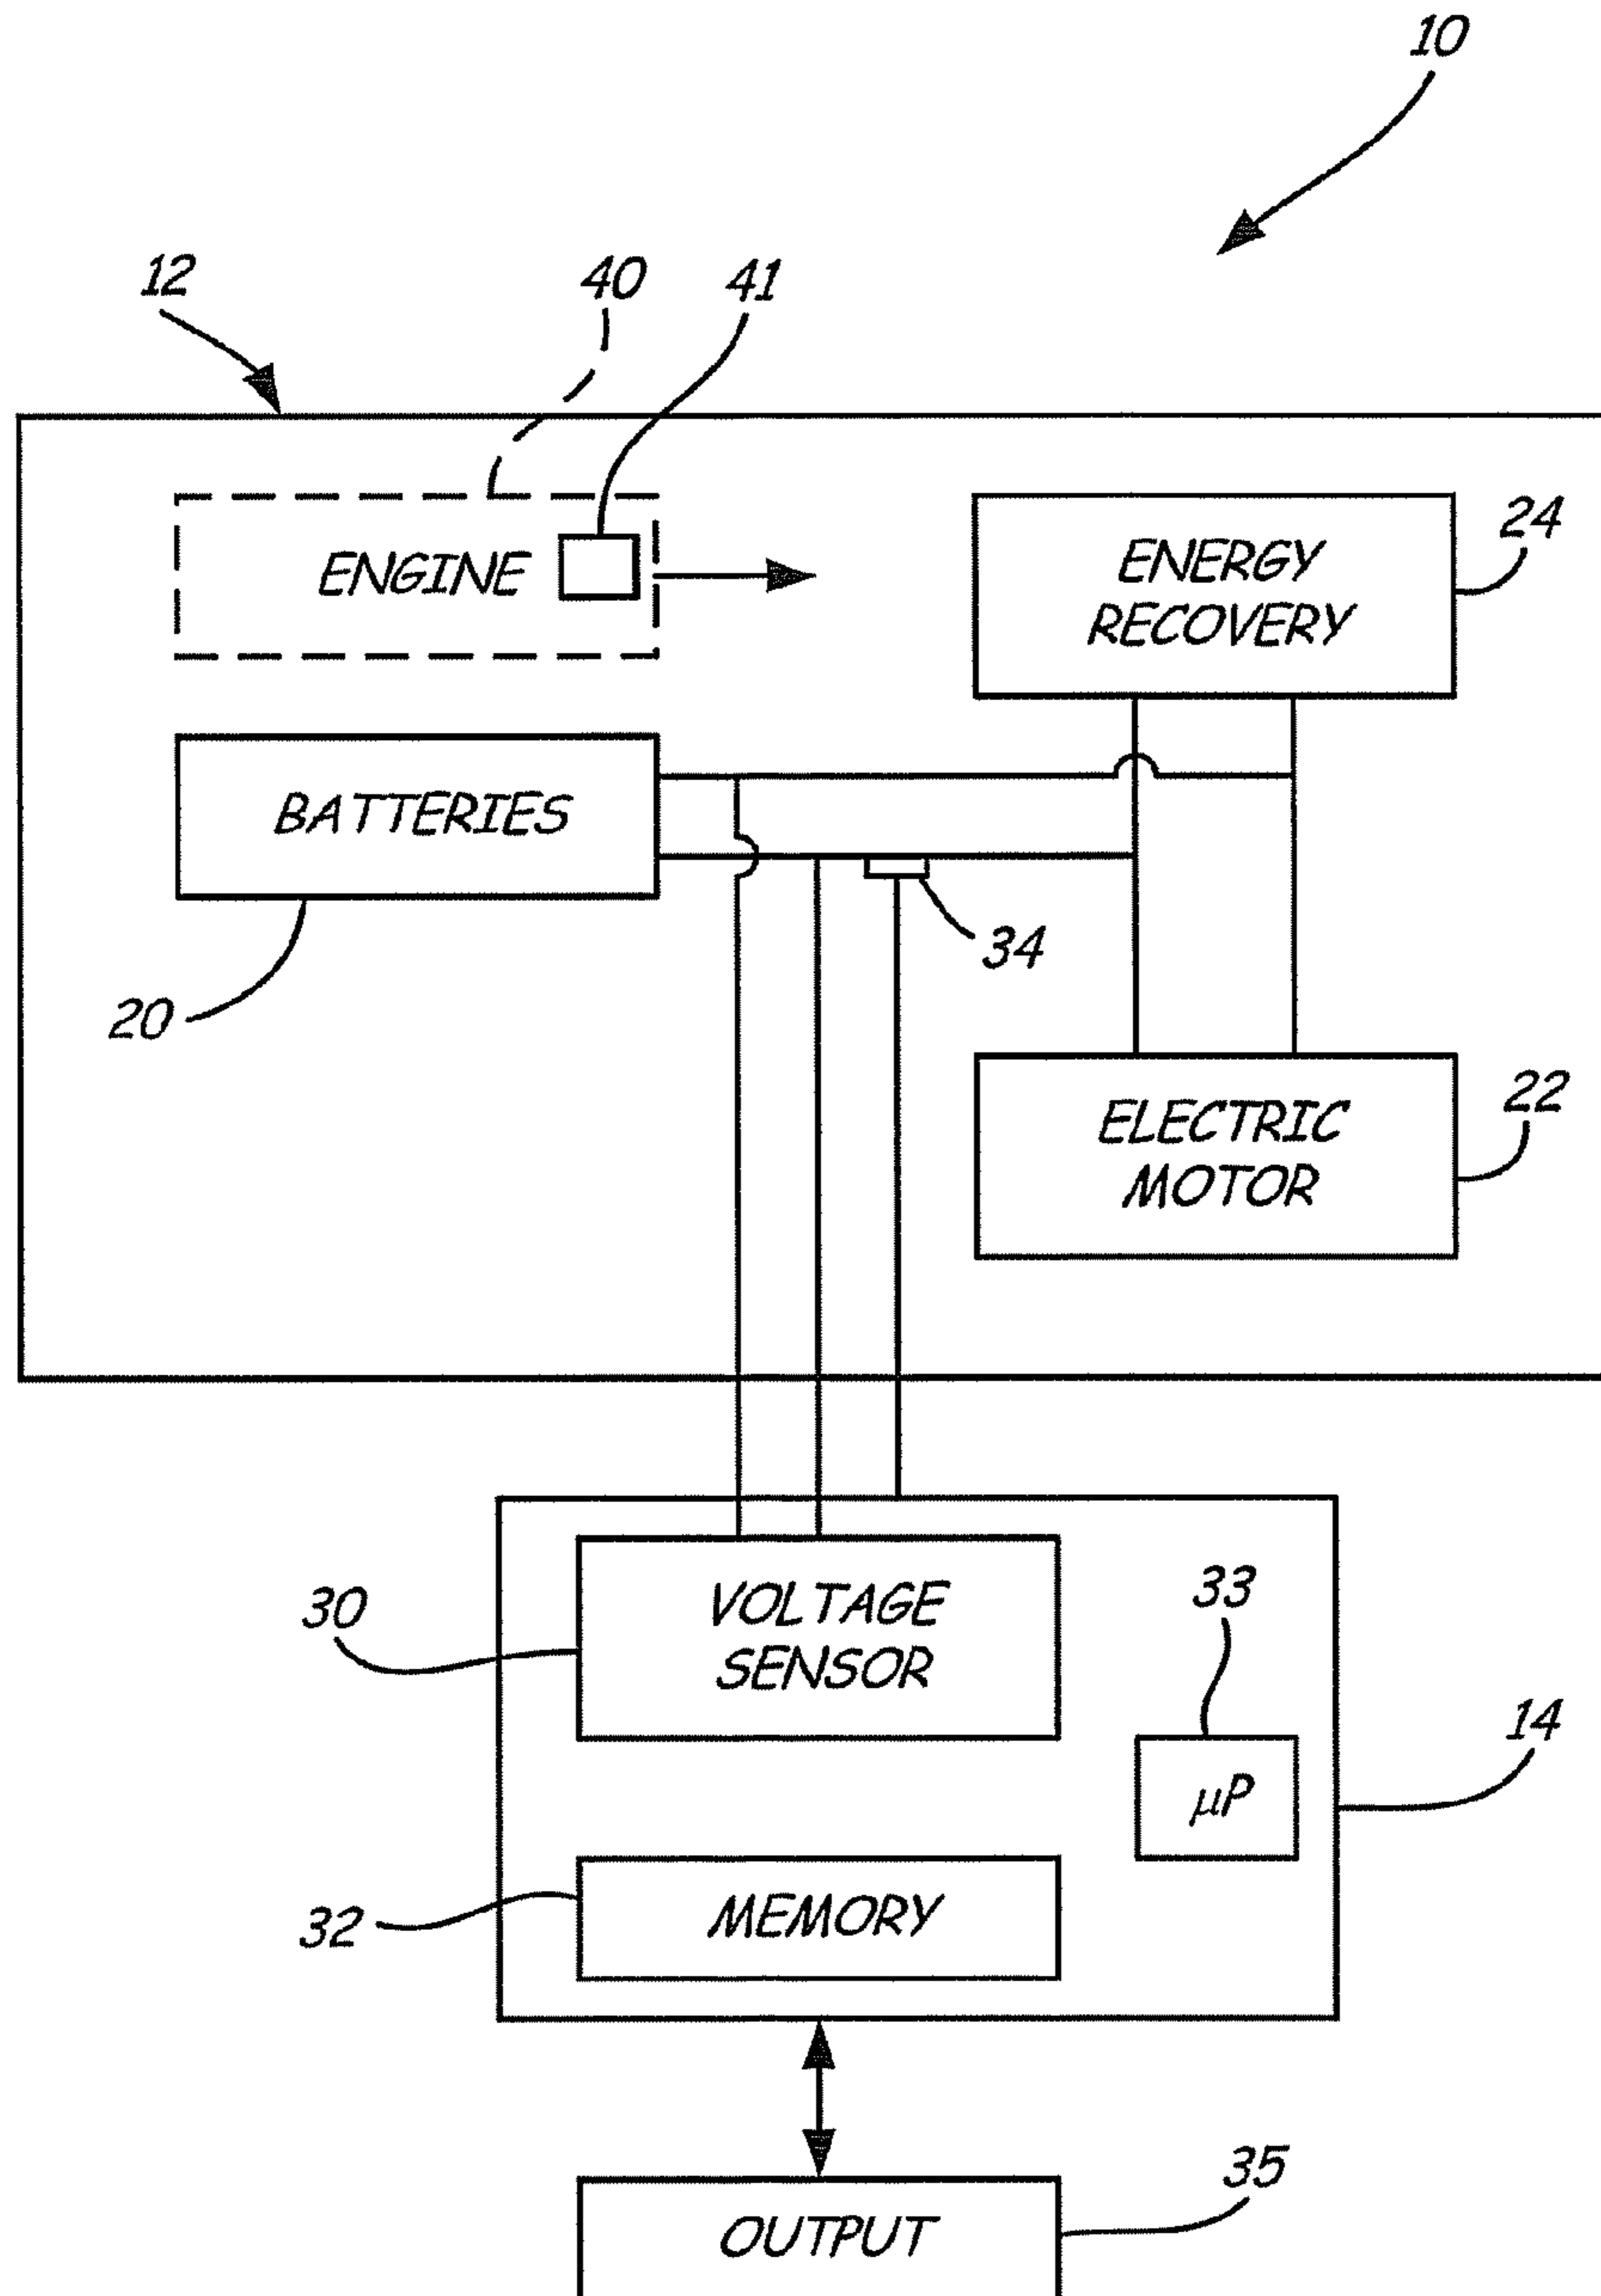 10
12
40
41
ENGINE
ENERGY
RECOVERY
24
BATTERIES
34
20
ELECTRIC
MOTOR
22
VOLTAGE
SENSOR
30
33
μP
14
MEMORY
32
35
OUTPUT